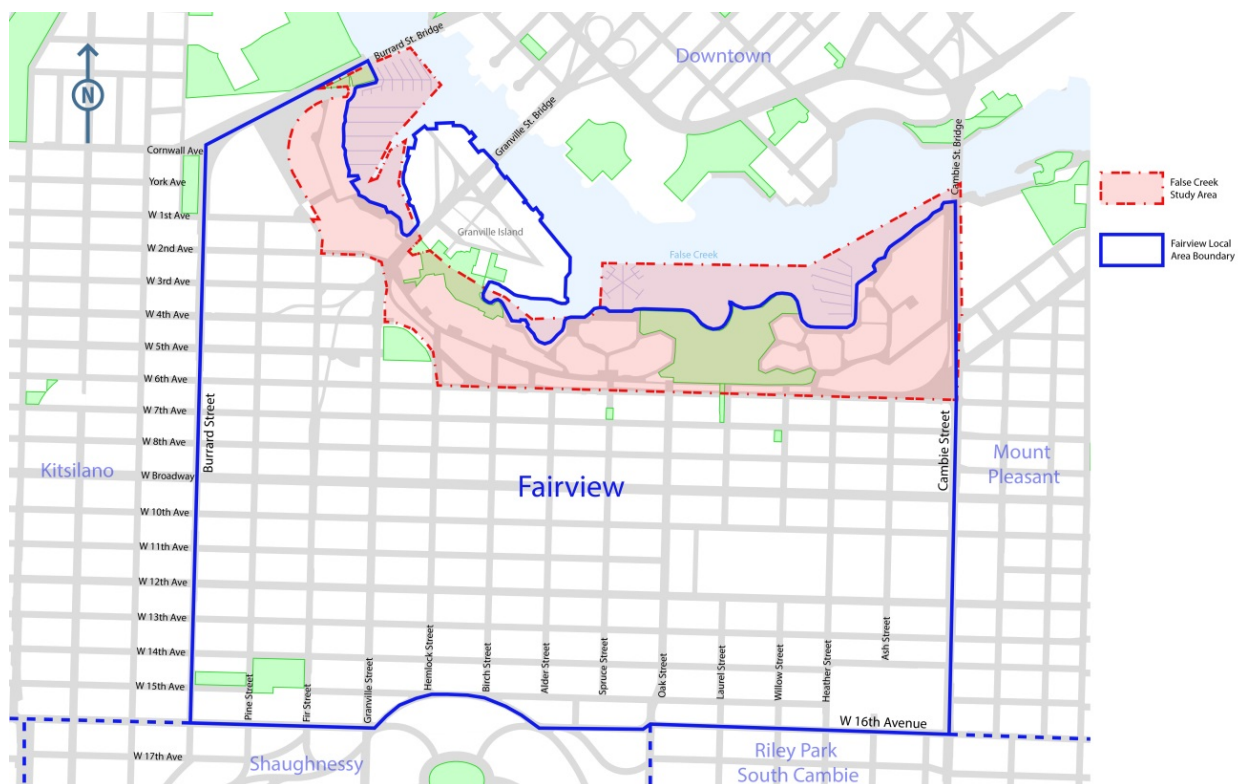 Burrard St. Bridge
Downtown
N
Granville St. Bridge
Cambie St. Bridge
Cornwall Ave
York Ave
W 1st Ave
W 2nd Ave
W 3rd Ave
W 4th Ave
W 5th Ave
W 6th Ave
W 7th Ave
W 8th Ave
W Broadway
W 10th Ave
W 11th Ave
W 12th Ave
W 13th Ave
W 14th Ave
W 15th Ave
W 17th Ave
Granville Island
False Creek
False Creek
Study Area
Fairview Local
Area Boundary
Burrard Street
Cambie Street
Kitsilano
Fairview
Mount
Pleasant
Pine Street
Fir Street
Granville Street
Hemlock Street
Birch Street
Alder Street
Spruce Street
Oak Street
Laurel Street
Willow Street
Heather Street
Ash Street
W 16th Avenue
Shaughnessy
Riley Park
South Cambie